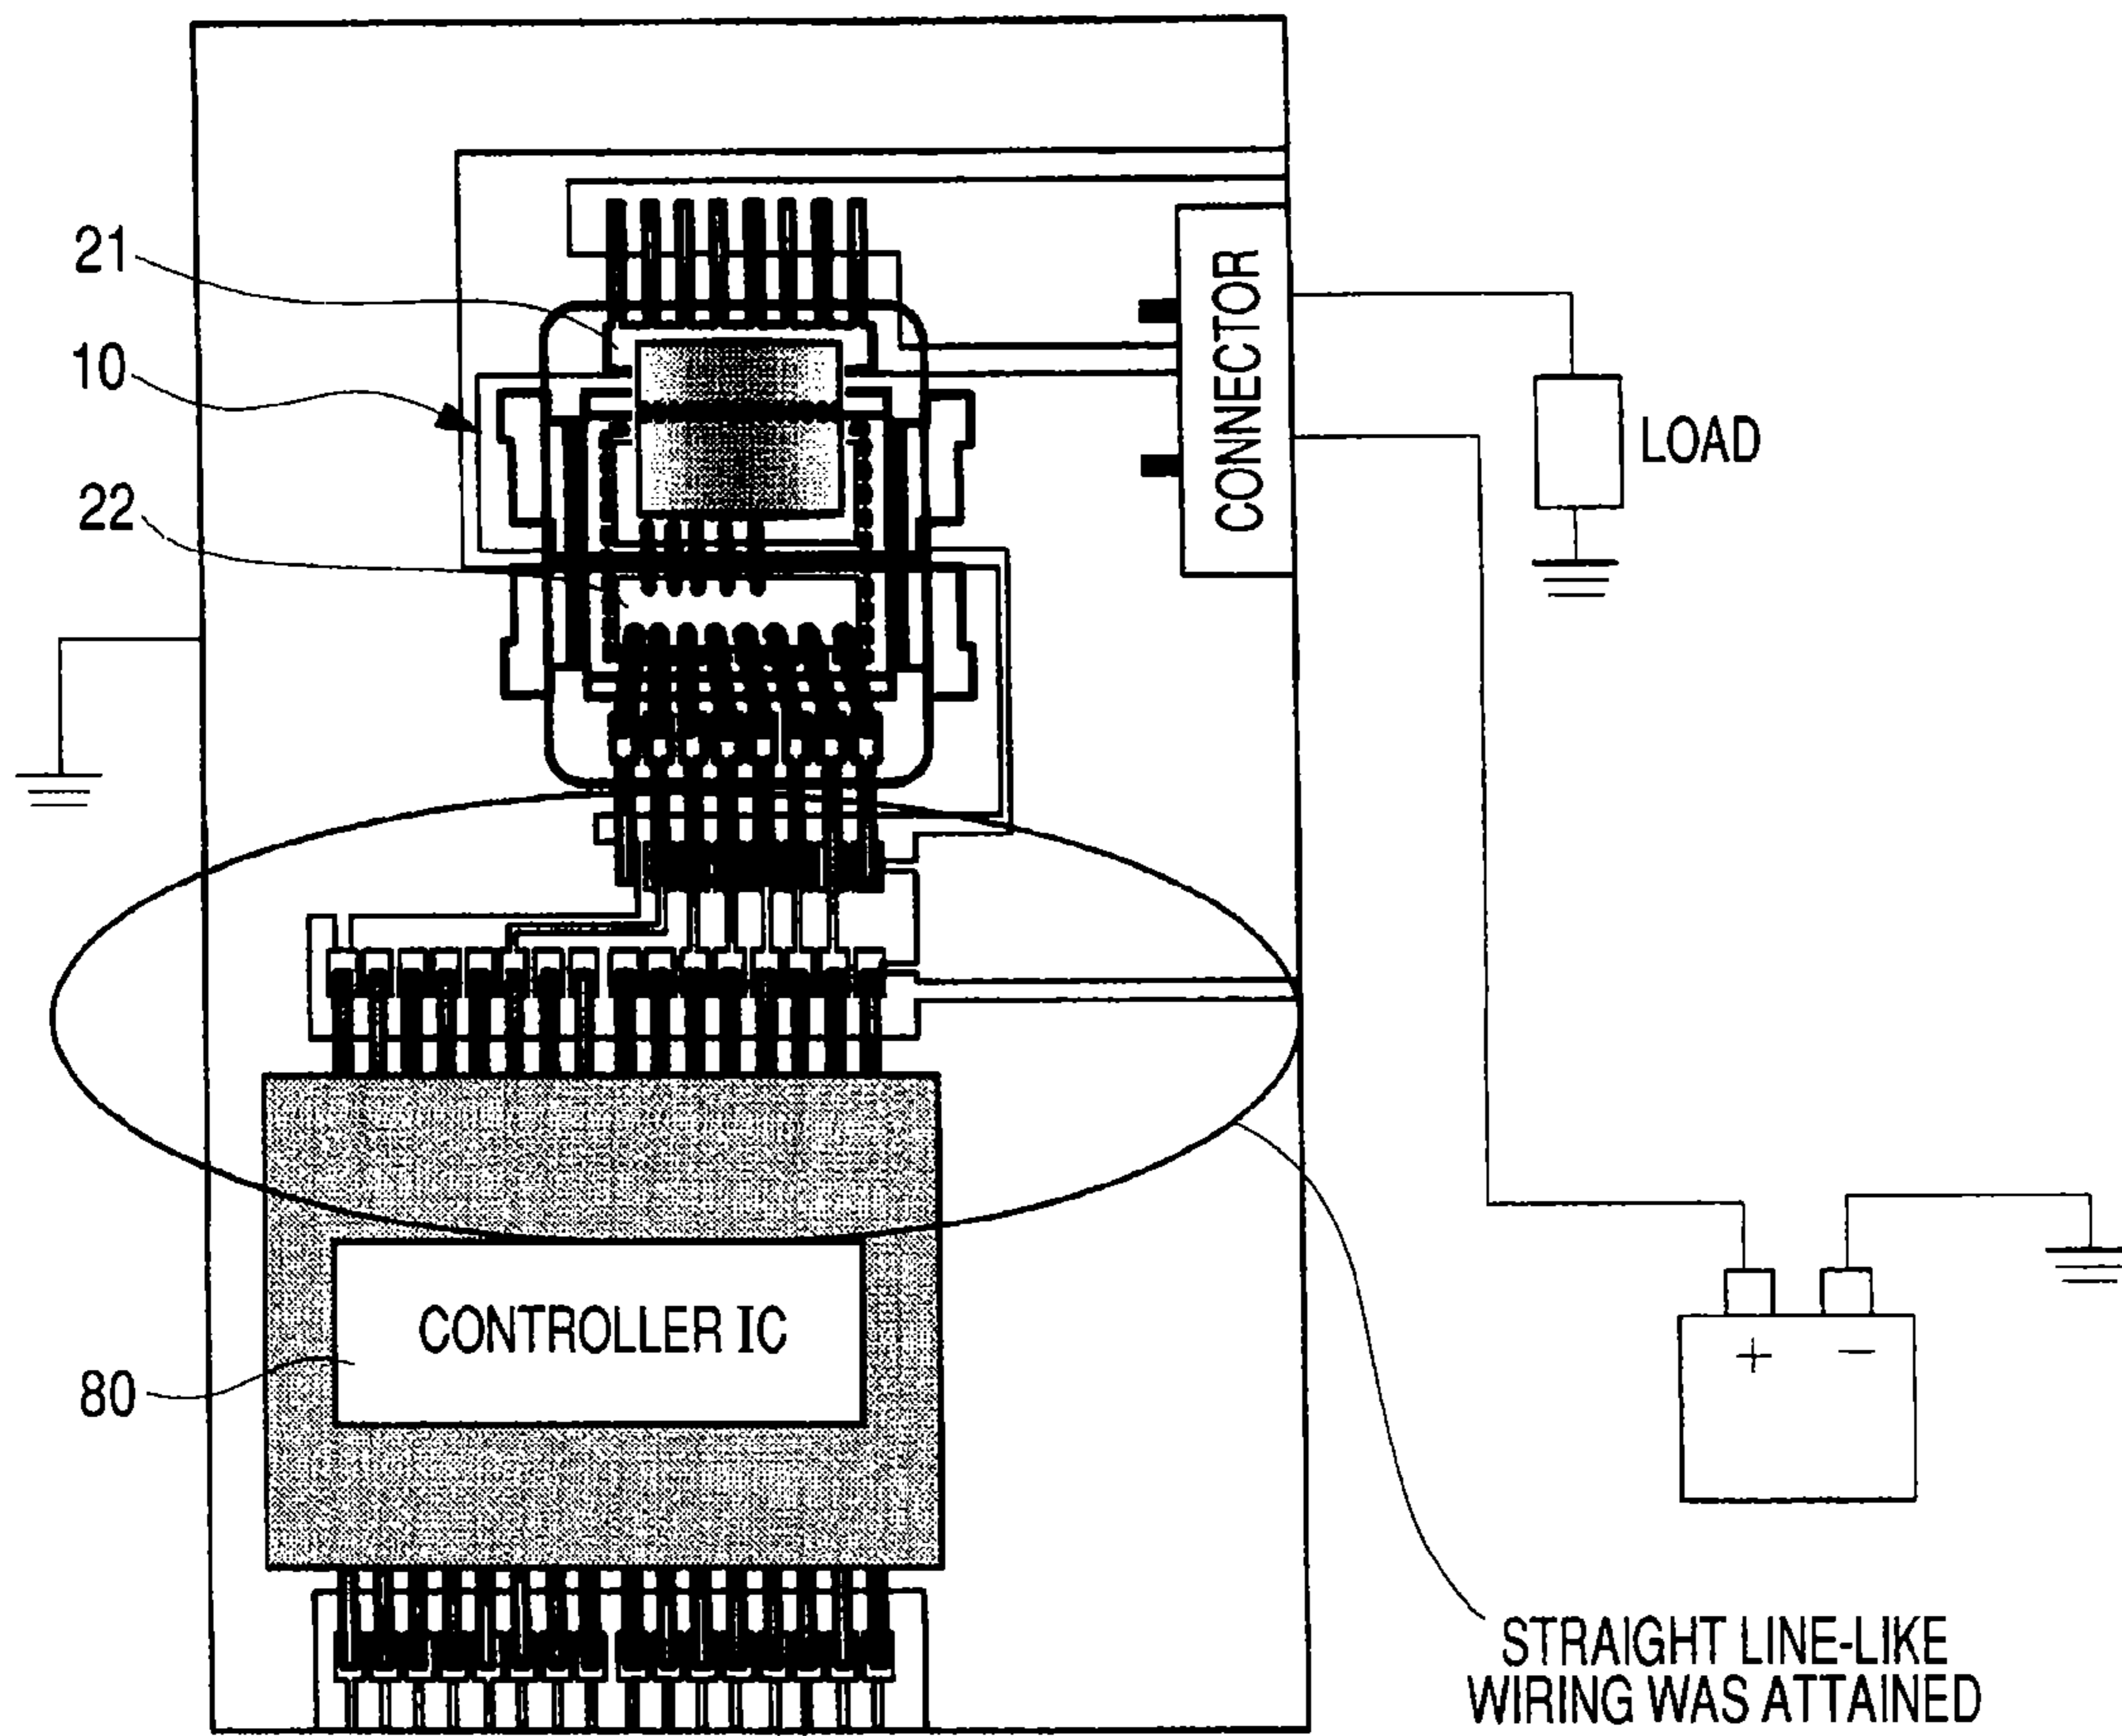 21
10
22
CONNECTOR
LOAD
CONTROLLER IC
80
+ −
STRAIGHT LINE-LIKE
WIRING WAS ATTAINED